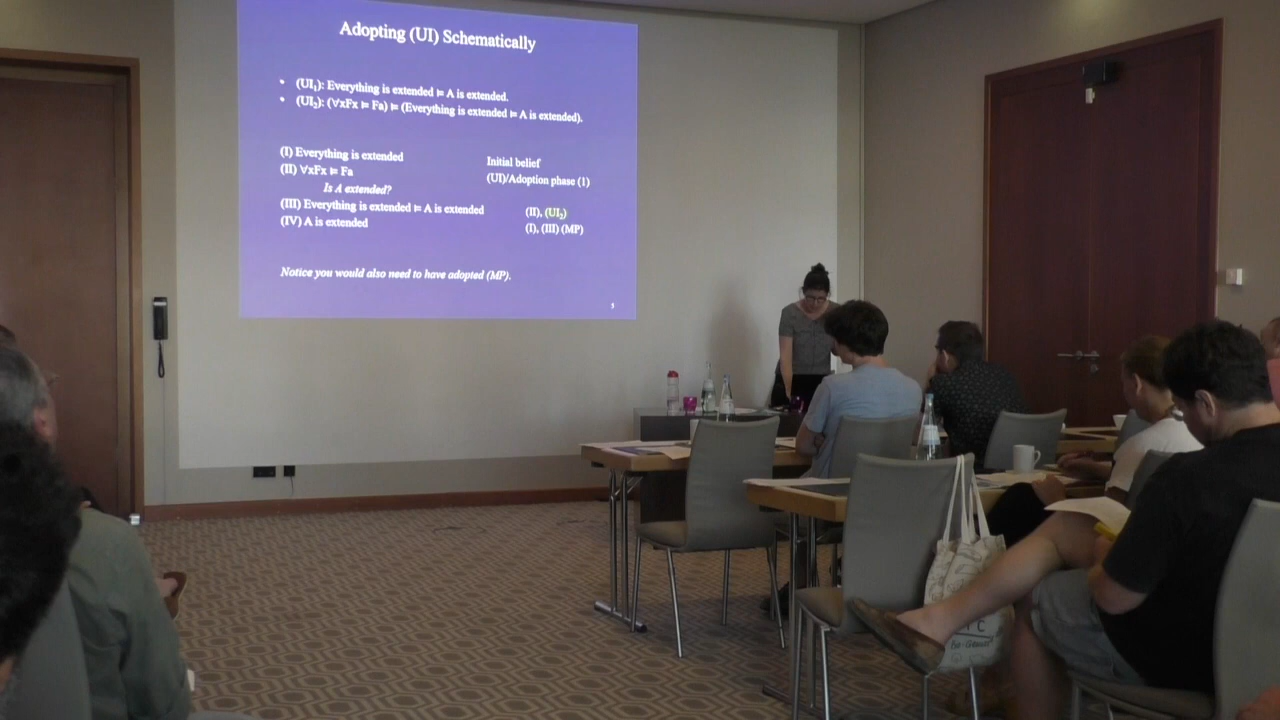 Adopting (UI) Schematically
• (UI₁): Everything is extended ⊨ A is extended.
• (UI₂): (∀xFx ⊨ Fa) ⊨ (Everything is extended ⊨ A is extended).
(I) Everything is extended Initial belief
(II) ∀xFx ⊨ Fa (UI)/Adoption phase (1)
Is A extended?
(III) Everything is extended ⊨ A is extended (II), (UI₂)
(IV) A is extended (I), (III) (MP)
Notice you would also need to have adopted (MP).